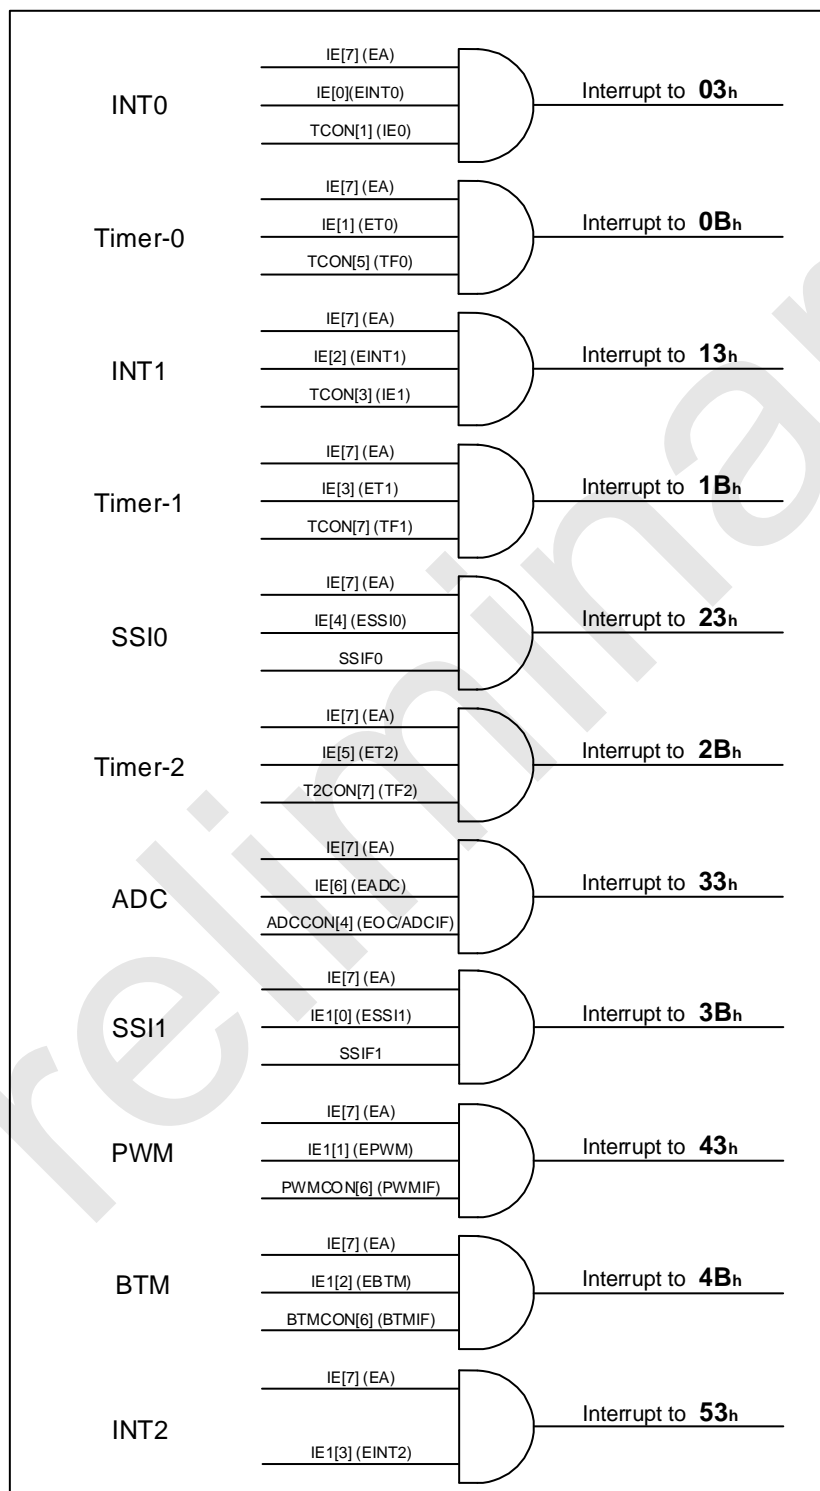 IE[7] (EA)
INT0
IE[0](EINT0)
Interrupt to 03h
TCON[1] (IE0)
IE[7] (EA)
Timer-0
IE[1] (ET0)
Interrupt to 0Bh
TCON[5] (TF0)
IE[7] (EA)
INT1
IE[2] (EINT1)
Interrupt to 13h
TCON[3] (IE1)
IE[7] (EA)
Timer-1
IE[3] (ET1)
Interrupt to 1Bh
TCON[7] (TF1)
IE[7] (EA)
SSI0
IE[4] (ESSI0)
Interrupt to 23h
SSIF0
IE[7] (EA)
Timer-2
IE[5] (ET2)
Interrupt to 2Bh
T2CON[7] (TF2)
IE[7] (EA)
ADC
IE[6] (EADC)
Interrupt to 33h
ADCCON[4] (EOC/ADCIF)
IE[7] (EA)
SSI1
IE1[0] (ESSI1)
Interrupt to 3Bh
SSIF1
IE[7] (EA)
PWM
IE1[1] (EPWM)
Interrupt to 43h
PWMCON[6] (PWMIF)
IE[7] (EA)
BTM
IE1[2] (EBTM)
Interrupt to 4Bh
BTMCON[6] (BTMIF)
IE[7] (EA)
INT2
Interrupt to 53h
IE1[3] (EINT2)
reliminar